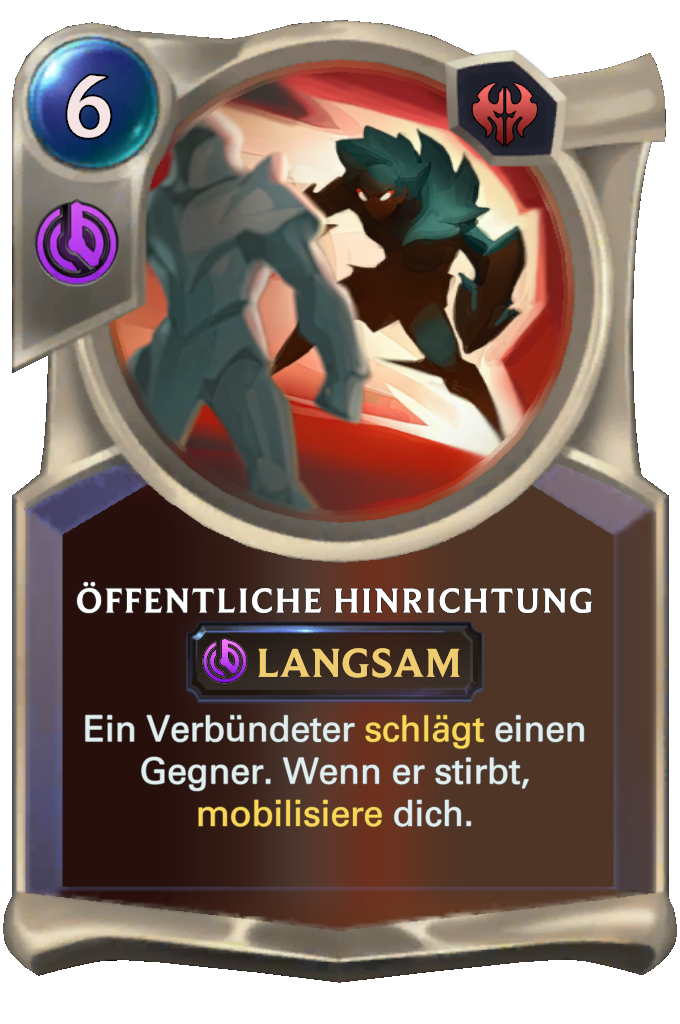 6
ÖFFENTLICHE HINRICHTUNG
LANGSAM
Ein Verbündeter schlägt einen
Gegner. Wenn er stirbt,
mobilisiere dich.